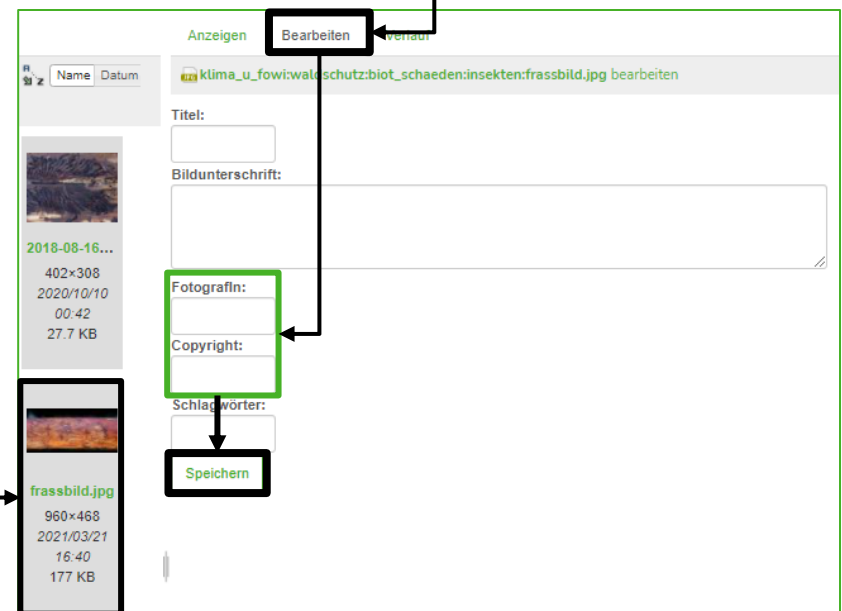 Anzeigen Bearbeiten Verlauf
Name Datum
klima_u_fowi:waldschutz:biot_schaeden:insekten:frassbild.jpg bearbeiten
Titel:
Bildunterschrift:
2018-08-16...
402×308
2020/10/10
00:42
27.7 KB
FotografIn:
Copyright:
Schlagwörter:
Speichern
frassbild.jpg
960×468
2021/03/21
16:40
177 KB